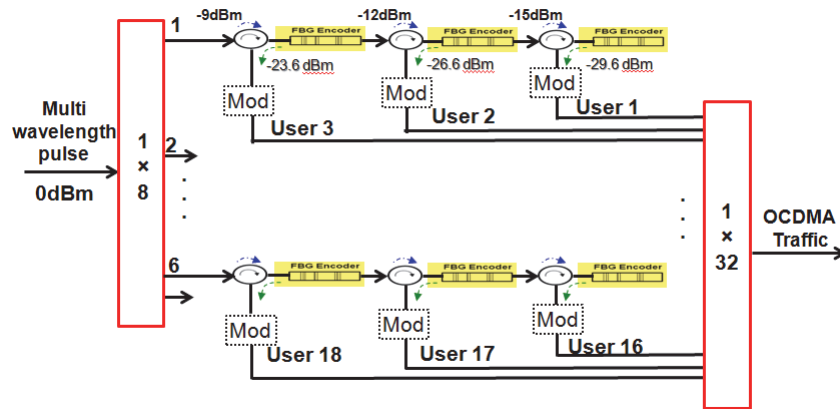 -9dBm
-12dBm
-15dBm
1
FBG Encoder
FBG Encoder
FBG Encoder
-23.6 dBm
-26.6 dBm
-29.6 dBm
Mod
Mod
Mod
User 3
User 2
User 1
Multi
wavelength
pulse
0dBm
1
×
8
2
1
×
32
OCDMA
Traffic
6
FBG Encoder
FBG Encoder
FBG Encoder
Mod
Mod
Mod
User 18
User 17
User 16